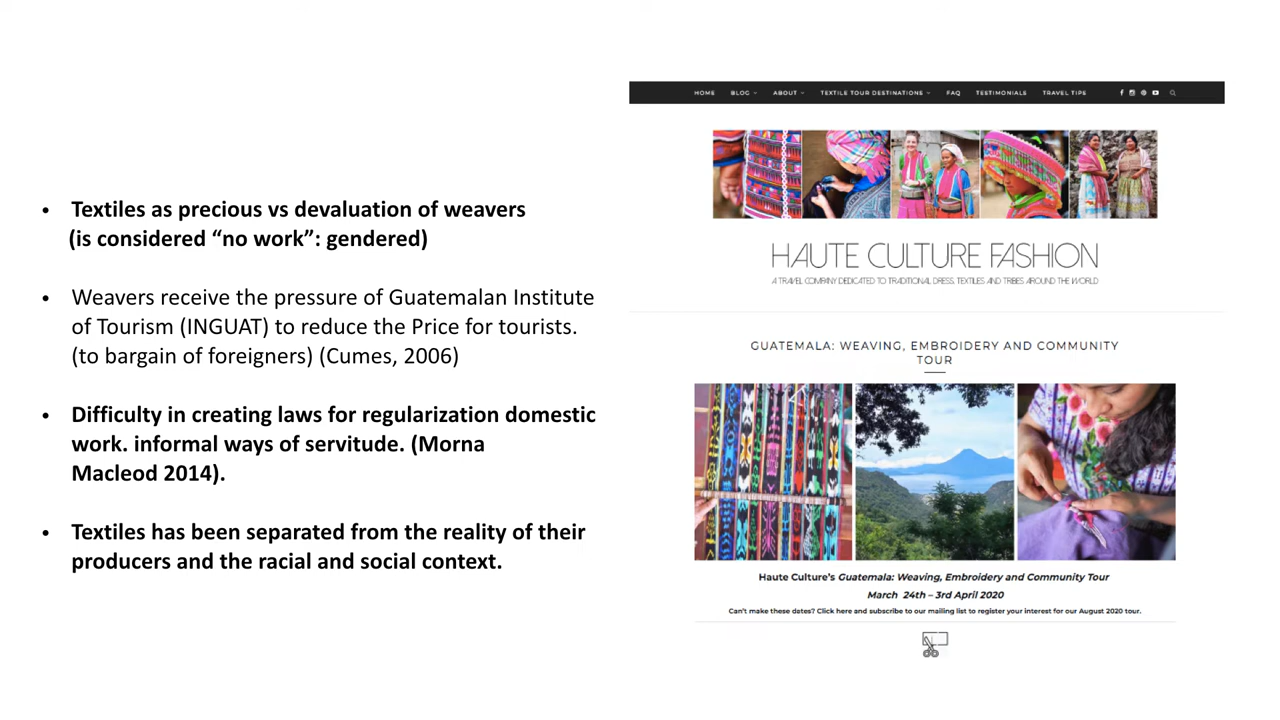 • Textiles as precious vs devaluation of weavers
(is considered “no work”: gendered)
• Weavers receive the pressure of Guatemalan Institute
of Tourism (INGUAT) to reduce the Price for tourists.
(to bargain of foreigners) (Cumes, 2006)
• Difficulty in creating laws for regularization domestic
work. informal ways of servitude. (Morna
Macleod 2014).
• Textiles has been separated from the reality of their
producers and the racial and social context.
HOME BLOG ABOUT TEXTILE TOUR DESTINATIONS FAQ TESTIMONIALS TRAVEL TIPS
HAUTE CULTURE FASHION
A TRAVEL COMPANY DEDICATED TO TRADITIONAL DRESS, TEXTILES AND TRIBES AROUND THE WORLD
GUATEMALA: WEAVING, EMBROIDERY AND COMMUNITY
TOUR
Haute Culture’s Guatemala: Weaving, Embroidery and Community Tour
March 24th – 3rd April 2020
Can’t make these dates? Click here and subscribe to our mailing list to register your interest for our August 2020 tour.